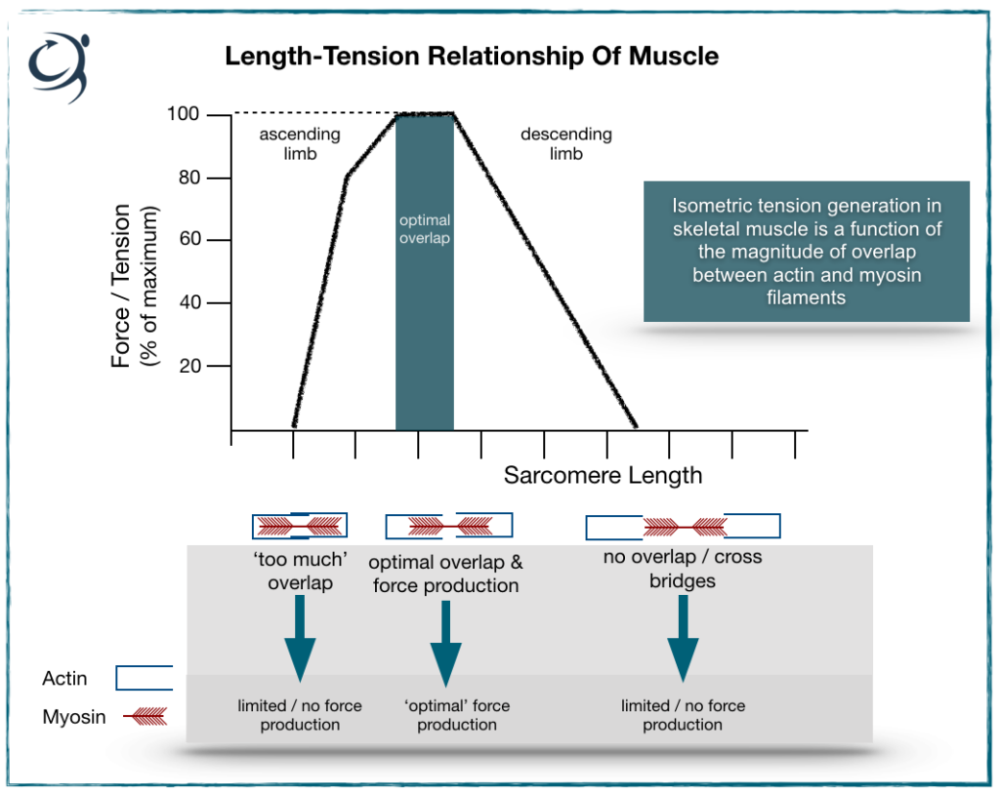 Length-Tension Relationship Of Muscle
100
80
60
40
20
Force / Tension
(% of maximum)
ascending
limb
optimal
overlap
descending
limb
Isometric tension generation in
skeletal muscle is a function of
the magnitude of overlap
between actin and myosin
filaments
Sarcomere Length
‘too much’
overlap
optimal overlap &
force production
no overlap / cross
bridges
limited / no force
production
‘optimal’ force
production
limited / no force
production
Actin
Myosin